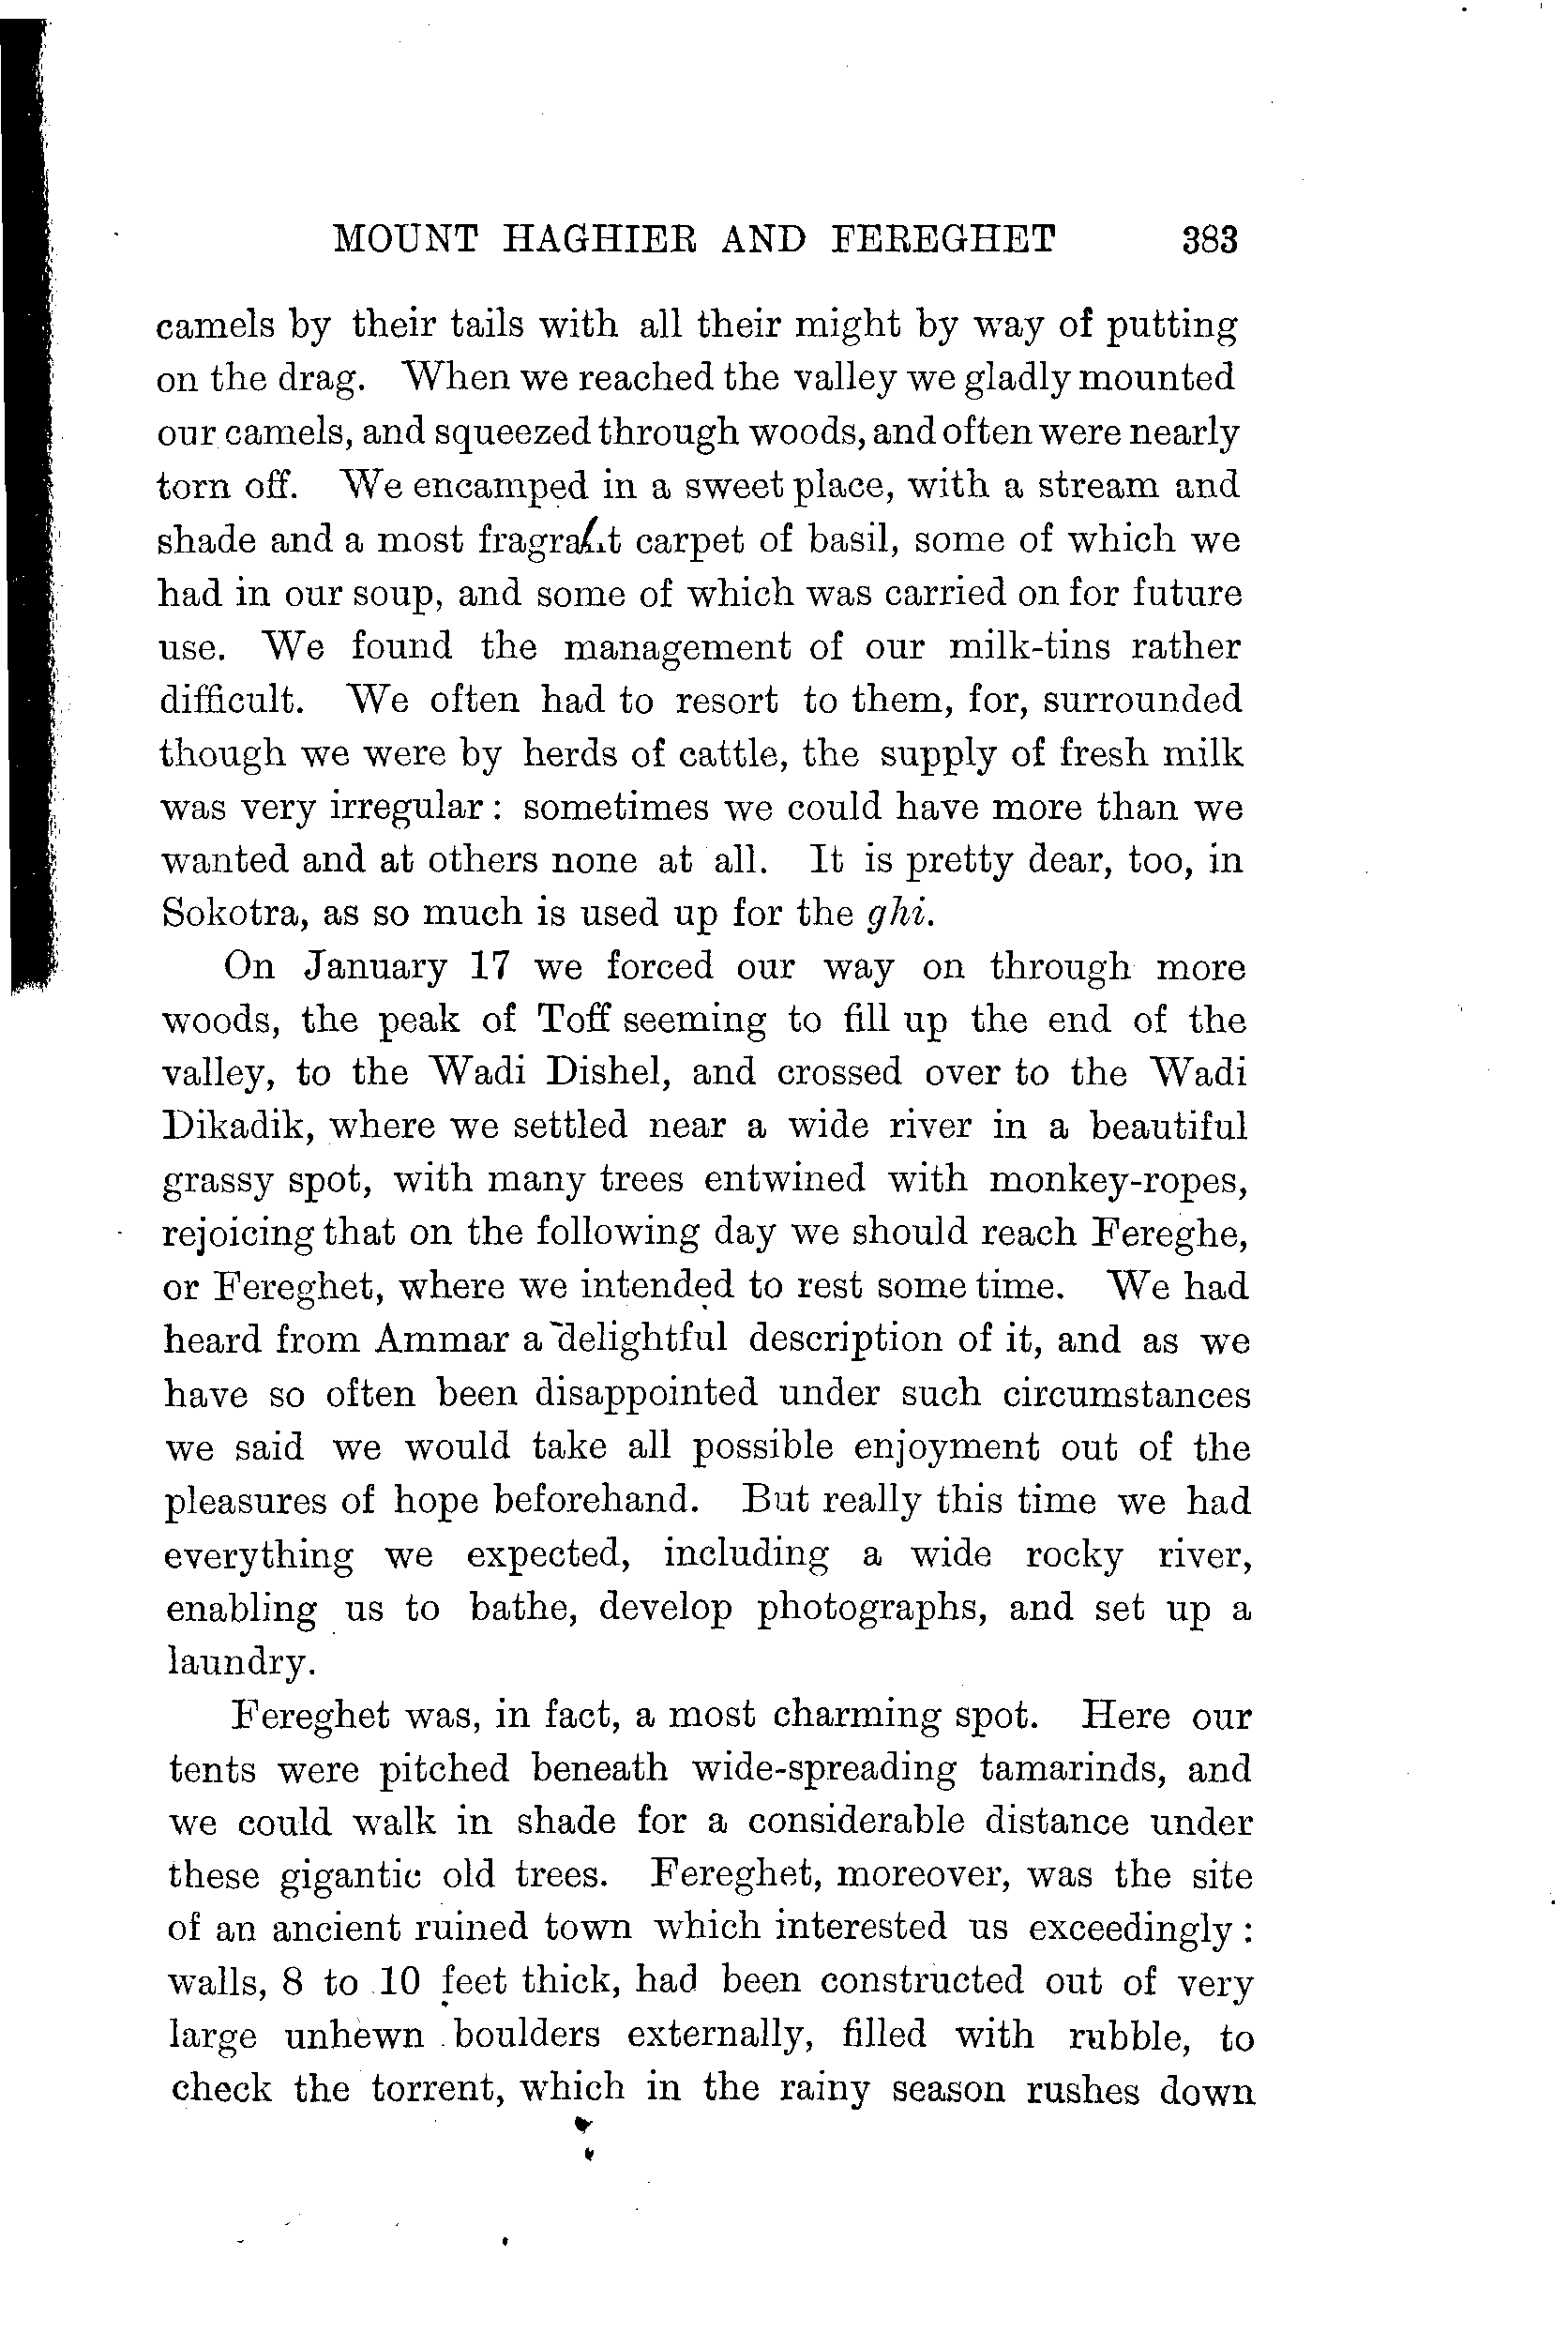 MOUNT HAGHIER AND FEREGHET 383
camels by their tails with all their might by way of putting
on the drag. When we reached the valley we gladly mounted
our camels, and squeezed through woods, and often were nearly
torn off. We encamped in a sweet place, with a stream and
shade and a most fragrant carpet of basil, some of which we
had in our soup, and some of which was carried on for future
use. We found the management of our milk-tins rather
difficult. We often had to resort to them, for, surrounded
though we were by herds of cattle, the supply of fresh milk
was very irregular : sometimes we could have more than we
wanted and at others none at all. It is pretty dear, too, in
Sokotra, as so much is used up for the ghi.
On January 17 we forced our way on through more
woods, the peak of Toff seeming to fill up the end of the
valley, to the Wadi Dishel, and crossed over to the Wadi
Dikadik, where we settled near a wide river in a beautiful
grassy spot, with many trees entwined with monkey-ropes,
rejoicing that on the following day we should reach Fereghe,
or Fereghet, where we intended to rest some time. We had
heard from Ammar a delightful description of it, and as we
have so often been disappointed under such circumstances
we said we would take all possible enjoyment out of the
pleasures of hope beforehand. But really this time we had
everything we expected, including a wide rocky river,
enabling us to bathe, develop photographs, and set up a
laundry.
Fereghet was, in fact, a most charming spot. Here our
tents were pitched beneath wide-spreading tamarinds, and
we could walk in shade for a considerable distance under
these gigantic old trees. Fereghet, moreover, was the site
of an ancient ruined town which interested us exceedingly :
walls, 8 to 10 feet thick, had been constructed out of very
large unhewn boulders externally, filled with rubble, to
check the torrent, which in the rainy season rushes down